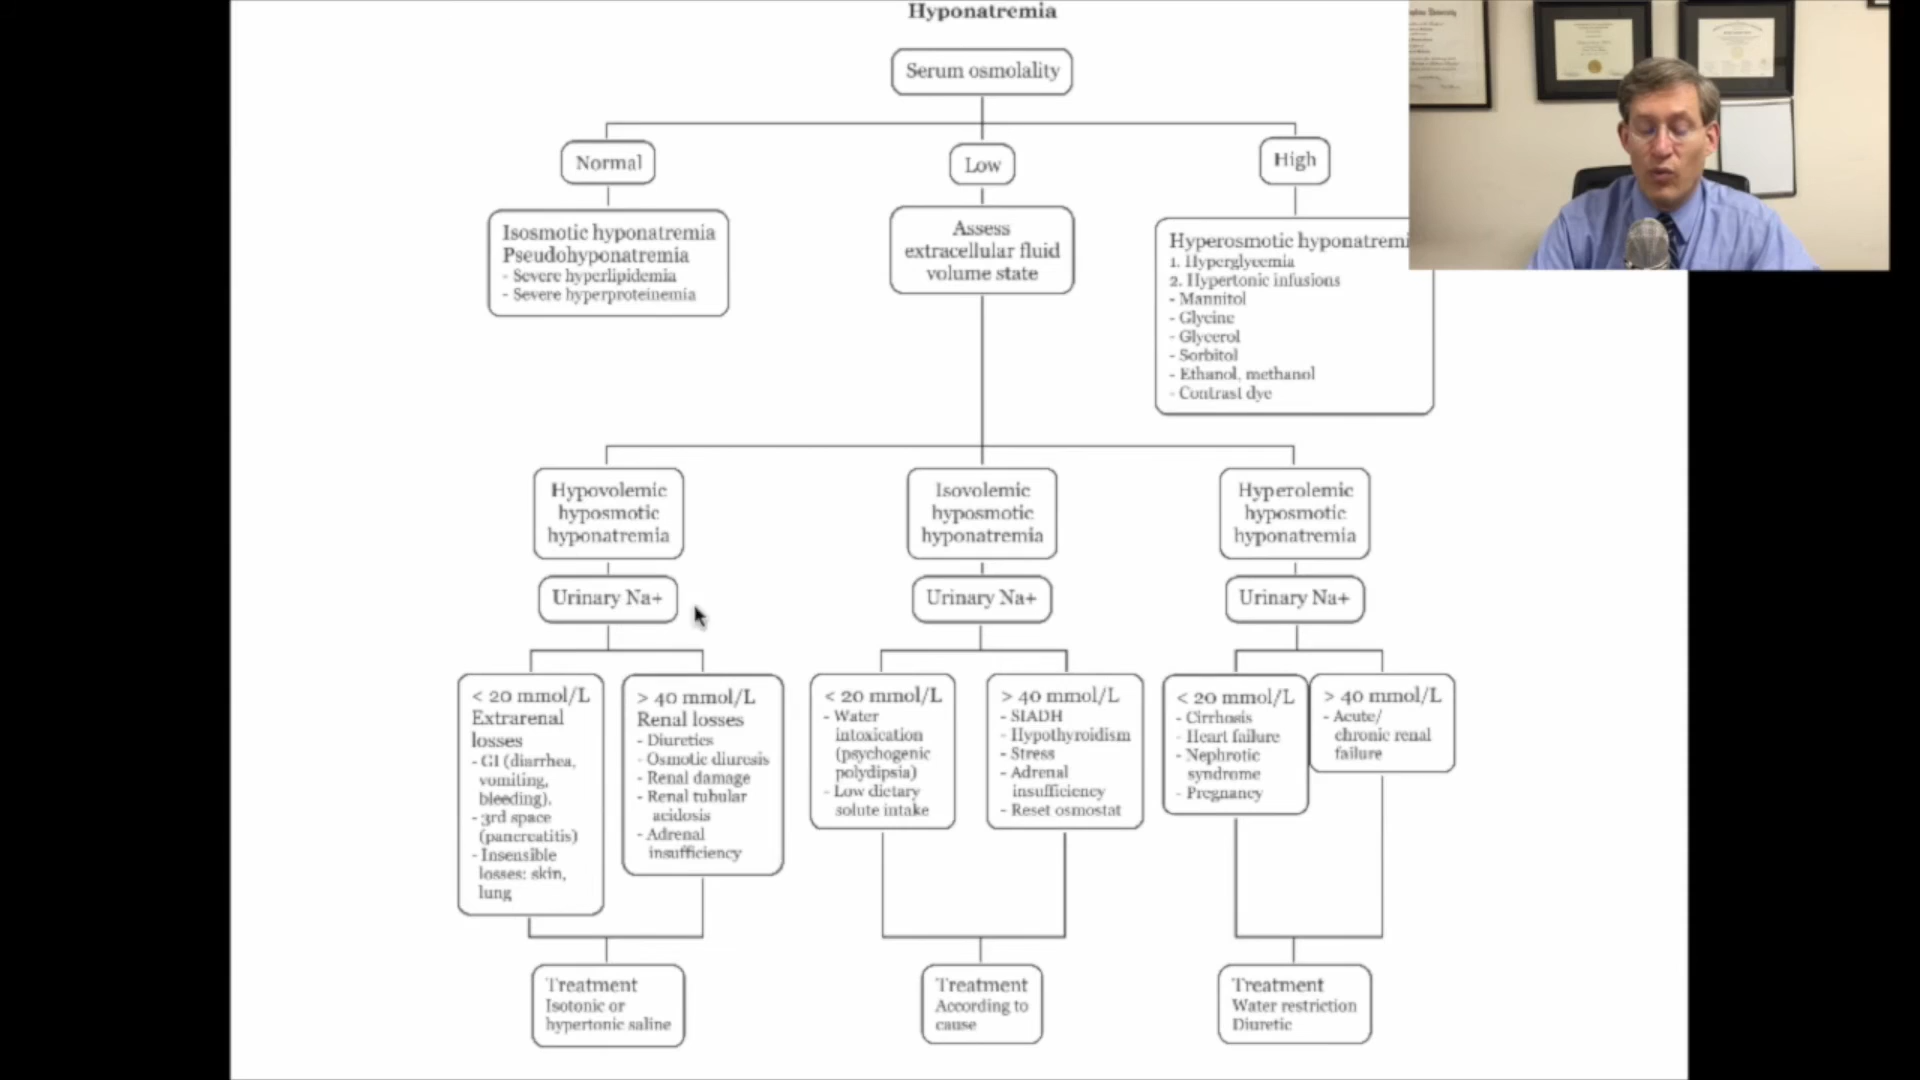 Hyponatremia
Serum osmolality
Normal
Low
High
Isosmotic hyponatremia
Pseudohyponatremia
- Severe hyperlipidemia
- Severe hyperproteinemia
Assess
extracellular fluid
volume state
Hyperosmotic hyponatremi
1. Hyperglycemia
2. Hypertonic infusions
- Mannitol
- Glycine
- Glycerol
- Sorbitol
- Ethanol, methanol
- Contrast dye
Hypovolemic
hyposmotic
hyponatremia
Isovolemic
hyposmotic
hyponatremia
Hyperolemic
hyposmotic
hyponatremia
Urinary Na+
Urinary Na+
Urinary Na+
< 20 mmol/L
Extrarenal
losses
- GI (diarrhea,
vomiting,
bleeding).
- 3rd space
(pancreatitis)
- Insensible
losses: skin,
lung
> 40 mmol/L
Renal losses
- Diuretics
- Osmotic diuresis
- Renal damage
- Renal tubular
acidosis
- Adrenal
insufficiency
< 20 mmol/L
- Water
intoxication
(psychogenic
polydipsia)
- Low dietary
solute intake
> 40 mmol/L
- SIADH
- Hypothyroidism
- Stress
- Adrenal
insufficiency
- Reset osmostat
< 20 mmol/L
- Cirrhosis
- Heart failure
- Nephrotic
syndrome
- Pregnancy
> 40 mmol/L
- Acute/
chronic renal
failure
Treatment
Isotonic or
hypertonic saline
Treatment
According to
cause
Treatment
Water restriction
Diuretic